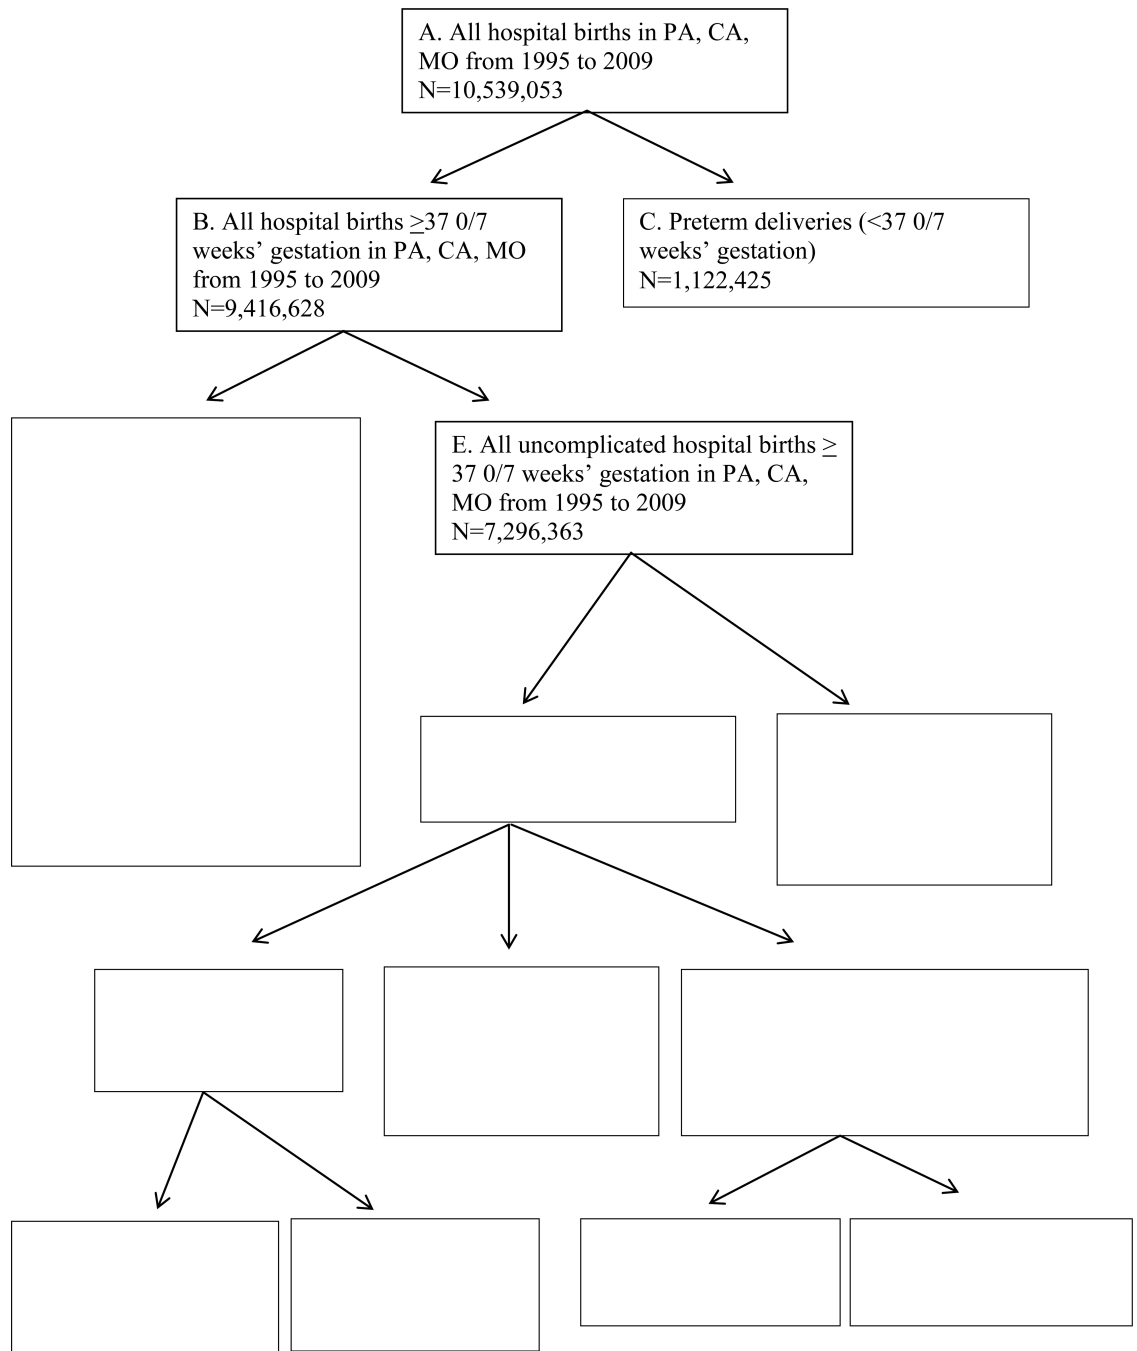 A. All hospital births in PA, CA,
MO from 1995 to 2009
N=10,539,053
B. All hospital births ≥37 0/7
weeks’ gestation in PA, CA, MO
from 1995 to 2009
N=9,416,628
C. Preterm deliveries (<37 0/7
weeks’ gestation)
N=1,122,425
E. All uncomplicated hospital births ≥
37 0/7 weeks’ gestation in PA, CA,
MO from 1995 to 2009
N=7,296,363